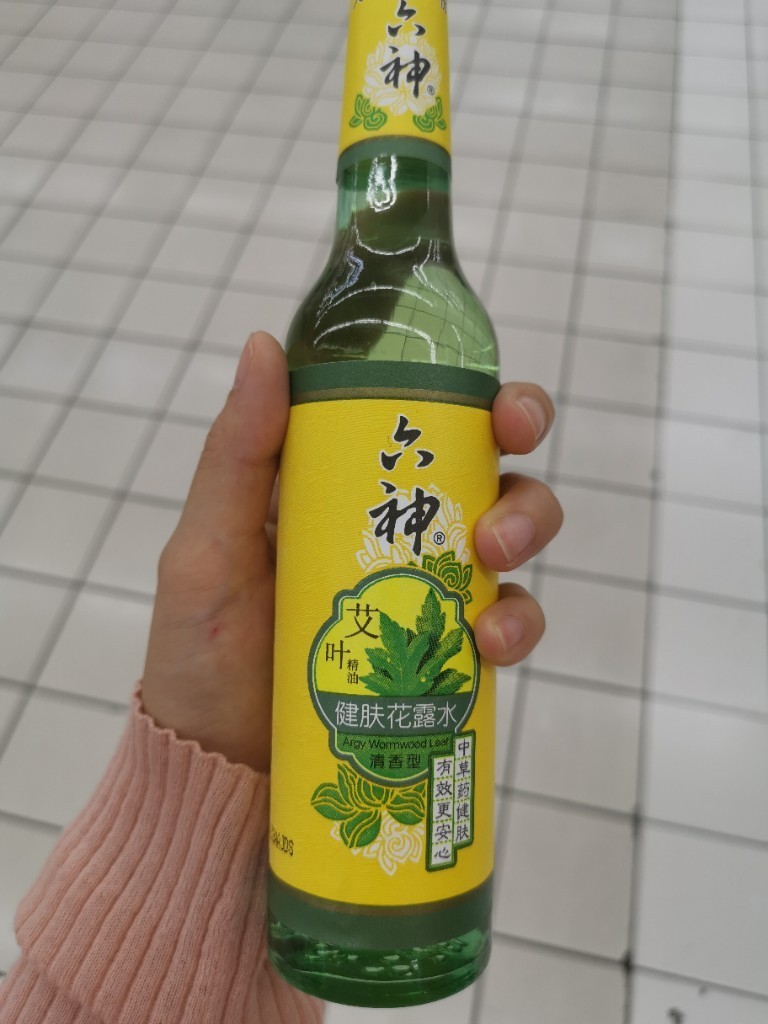 六神®
六神®
艾叶
精油
健肤花露水
Argy Wormwood Leaf
清香型
中草药健肤
有效更安心